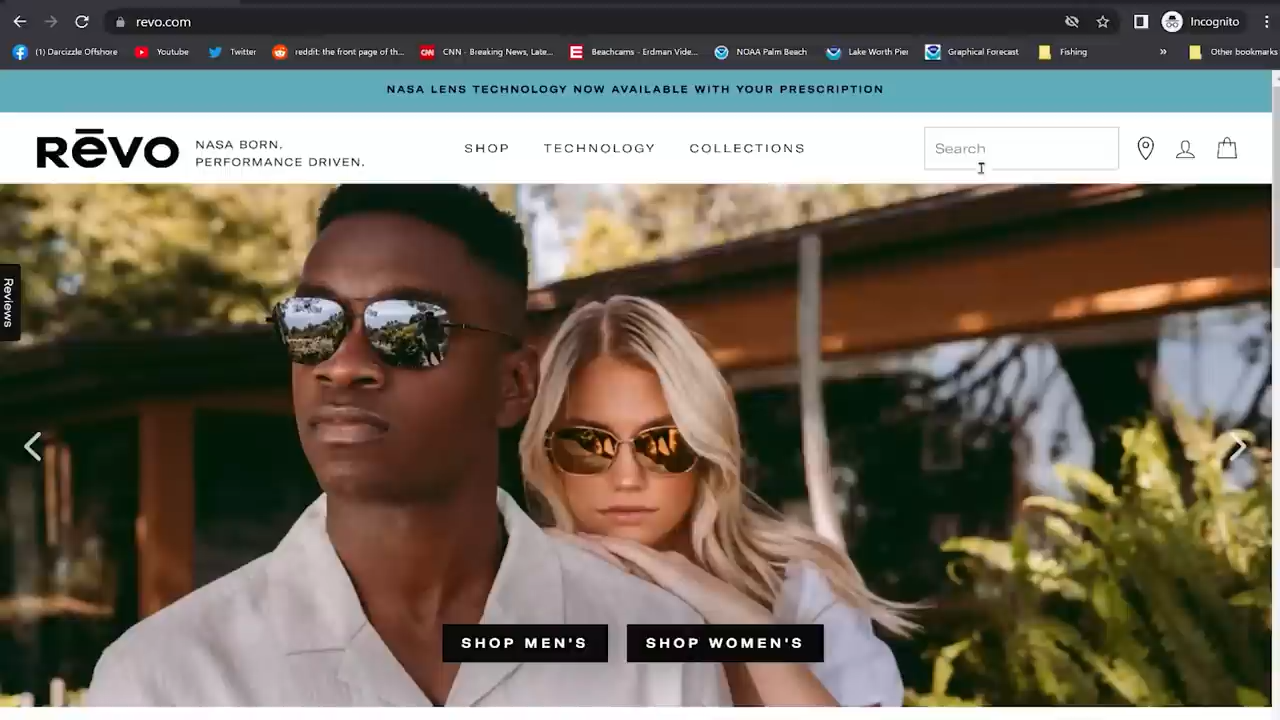 revo.com
Incognito
(1) Darcizzle Offshore
Youtube
Twitter
reddit: the front page of th...
CNN - Breaking News, Late...
Beachcams - Erdman Vide...
NOAA Palm Beach
Lake Worth Pier
Graphical Forecast
Fishing
»
Other bookmarks
NASA LENS TECHNOLOGY NOW AVAILABLE WITH YOUR PRESCRIPTION
RēVO
NASA BORN.
PERFORMANCE DRIVEN.
SHOP
TECHNOLOGY
COLLECTIONS
Search
Reviews
SHOP MEN'S
SHOP WOMEN'S